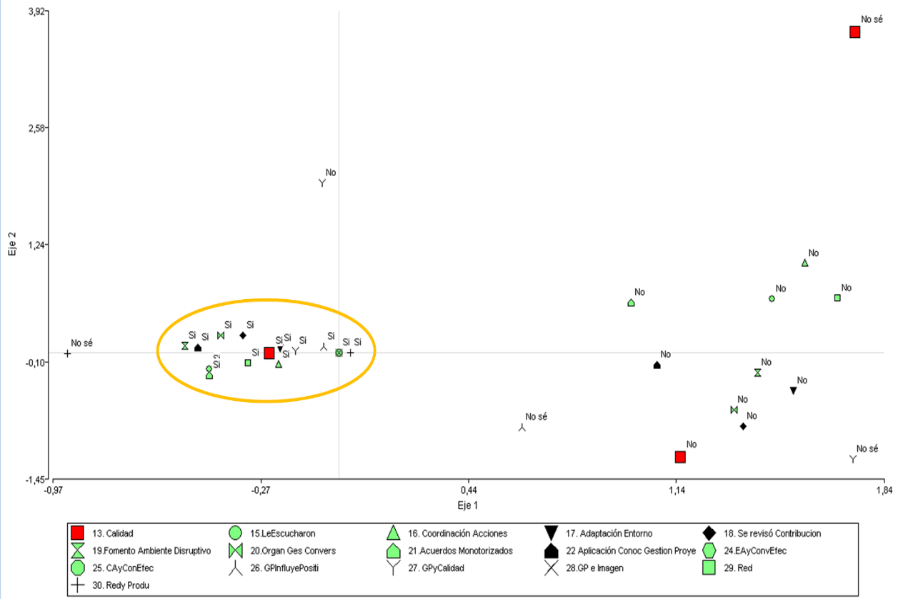 3,92
No sé
2,58
No
Eje 2
1,24
No
No
No
No
Si
Si
Si Si
Si Si
Si
Si Si
No sé
Si
Si
Si
No
No
-0,10
No
No
No
No sé
No
No sé
-1,45
-0,97
-0,27
0,44
1,14
1,84
Eje 1
13. Calidad
15.LeEscucharon
16. Coordinación Acciones
17. Adaptación Entorno
18. Se revisó Contribucion
19.Fomento Ambiente Disruptivo
20.Organ Ges Convers
21.Acuerdos Monotorizados
22 Aplicación Conoc Gestion Proye
24.EAyConvEfec
25. CAyConEfec
26. GPInfluyePositi
27. GPyCalidad
28.GP e Imagen
29. Red
30. Redy Produ